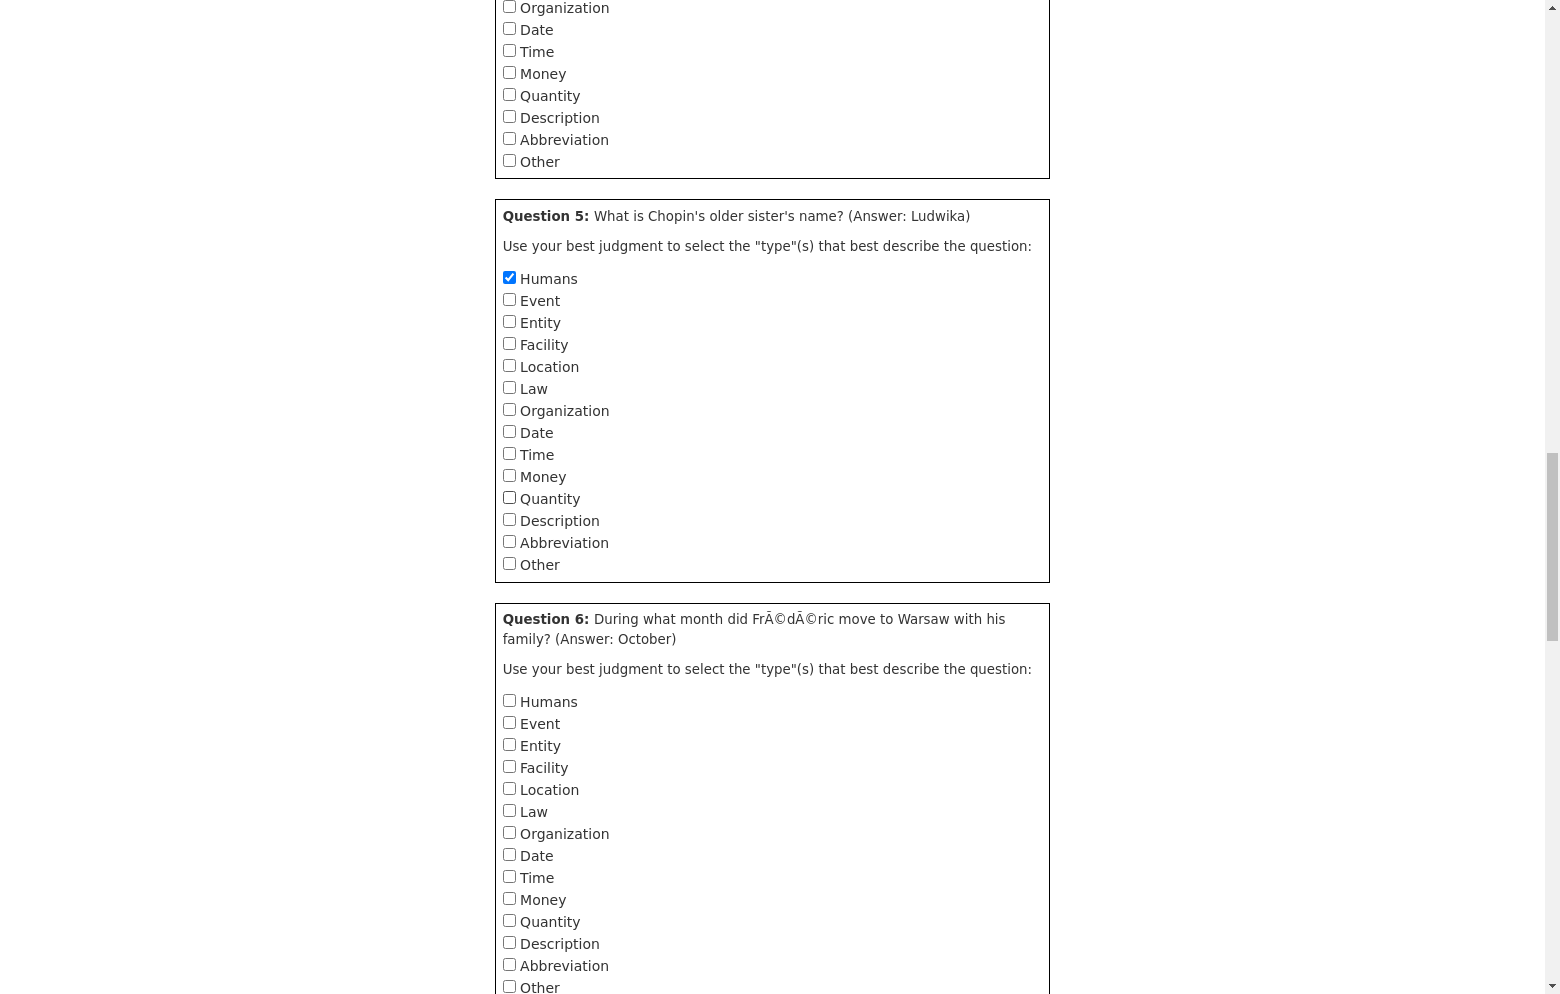 Organization
Date
Time
Money
Quantity
Description
Abbreviation
Other
Question 5: What is Chopin's older sister's name? (Answer: Ludwika)
Use your best judgment to select the "type"(s) that best describe the question:
Humans
Event
Entity
Facility
Location
Law
Organization
Date
Time
Money
Quantity
Description
Abbreviation
Other
Question 6: During what month did FrÃ©dÃ©ric move to Warsaw with his
family? (Answer: October)
Use your best judgment to select the "type"(s) that best describe the question:
Humans
Event
Entity
Facility
Location
Law
Organization
Date
Time
Money
Quantity
Description
Abbreviation
Other